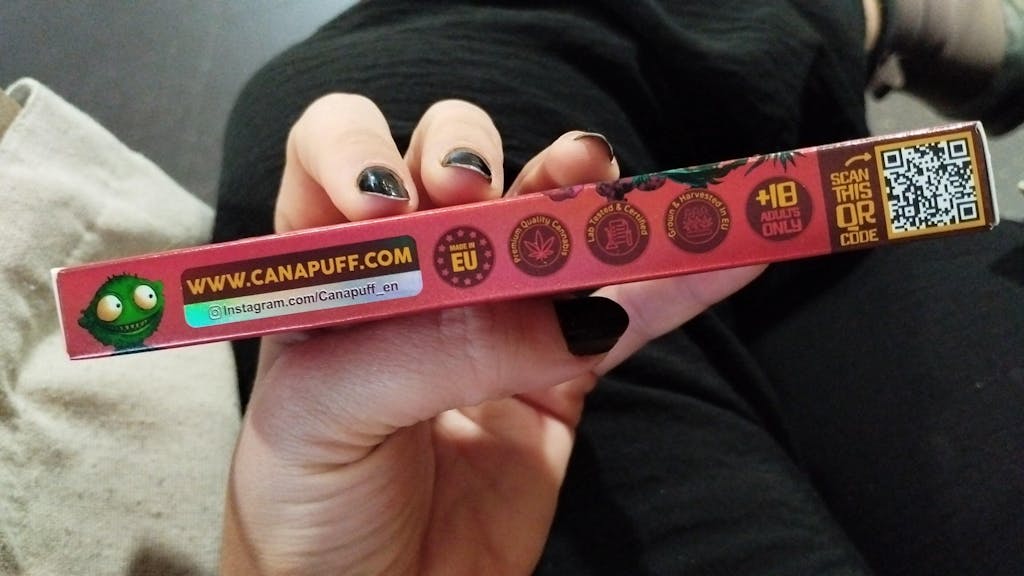 WWW.CANAPUFF.COM
Instagram.com/Canapuff_en
MADE IN
EU
Premium Quality Cannabis
Lab Tested & Certified
Grown & Harvested in EU
+18
ADULTS
ONLY
SCAN
THIS
QR
CODE